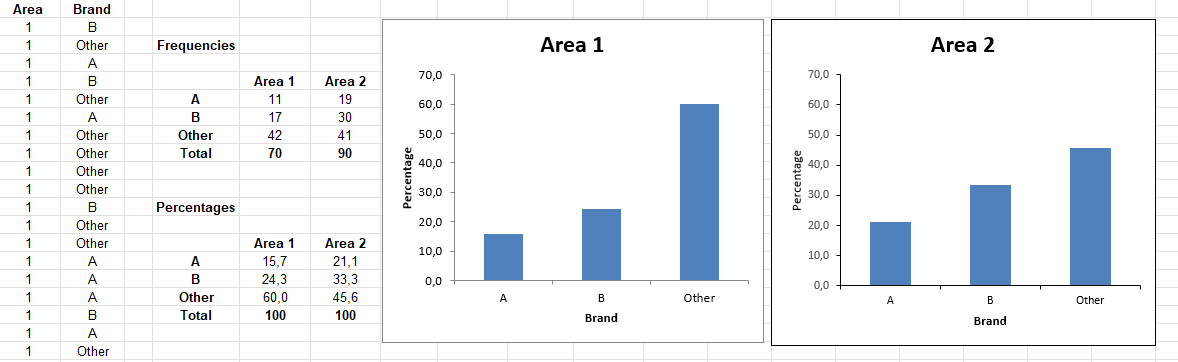 Area Brand
1 B
1 Other Frequencies
1 A
1 B Area 1 Area 2
1 Other A 11 19
1 A B 17 30
1 Other Other 42 41
1 Other Total 70 90
1 Other
1 Other
1 B Percentages
1 Other
1 Other Area 1 Area 2
1 A A 15,7 21,1
1 A B 24,3 33,3
1 A Other 60,0 45,6
1 B Total 100 100
1 A
1 Other
Area 1
Percentage
70,0
60,0
50,0
40,0
30,0
20,0
10,0
0,0
A B Other
Brand
Area 2
Percentage
70,0
60,0
50,0
40,0
30,0
20,0
10,0
0,0
A B Other
Brand